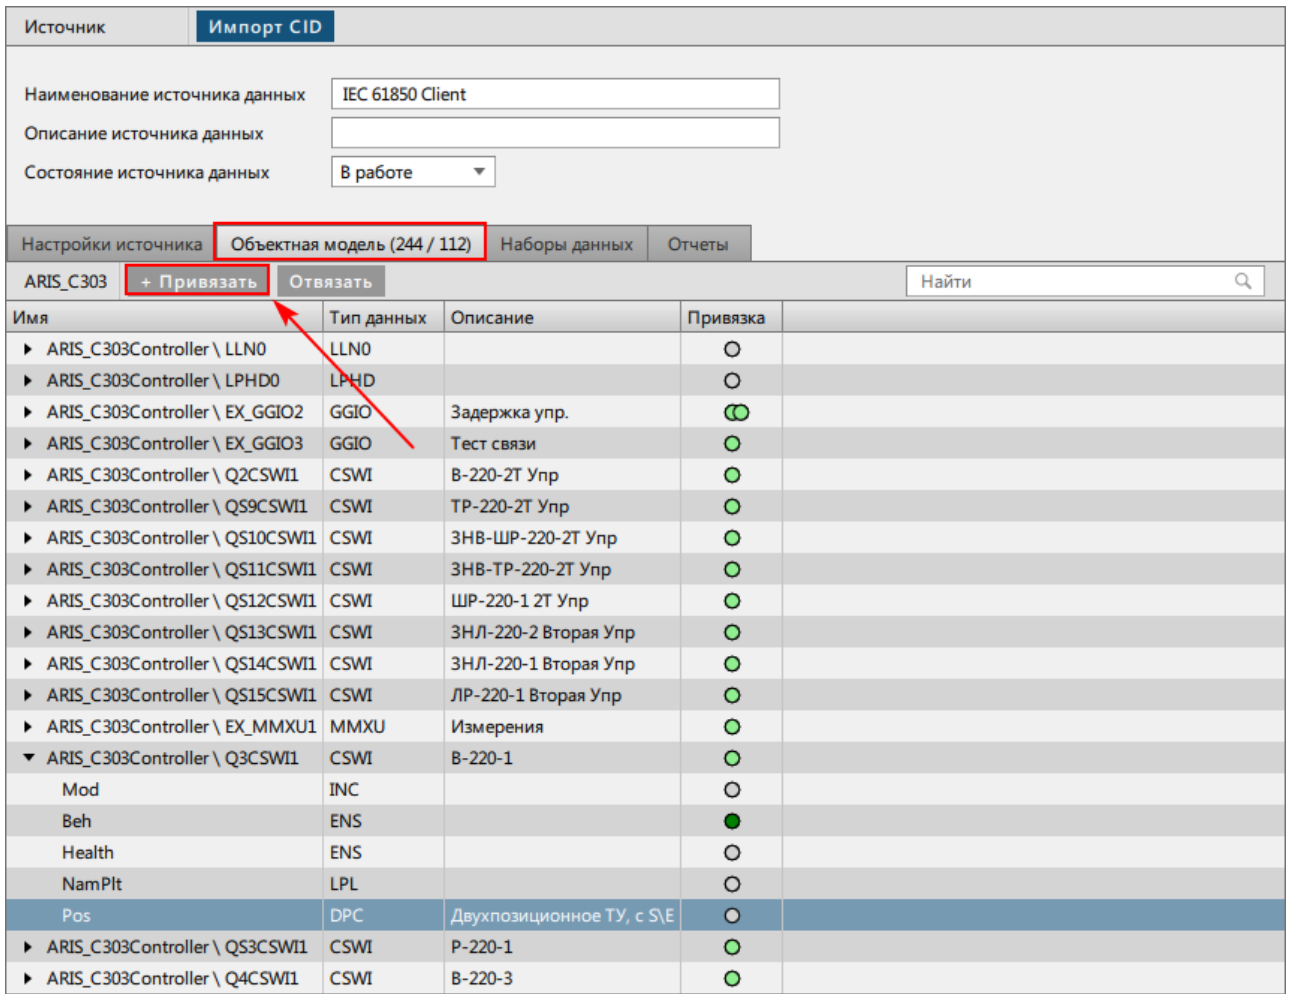 Источник Импорт CID
Наименование источника данных IEC 61850 Client
Описание источника данных
Состояние источника данных В работе
Настройки источника Объектная модель (244 / 112) Наборы данных Отчеты
ARIS_C303 + Привязать Отвязать Найти
Имя Тип данных Описание Привязка
ARIS_C303Controller \ LLN0 LLN0
ARIS_C303Controller \ LPHD0 LPHD
ARIS_C303Controller \ EX_GGIO2 GGIO Задержка упр.
ARIS_C303Controller \ EX_GGIO3 GGIO Тест связи
ARIS_C303Controller \ Q2CSWI1 CSWI В-220-2Т Упр
ARIS_C303Controller \ QS9CSWI1 CSWI ТР-220-2Т Упр
ARIS_C303Controller \ QS10CSWI1 CSWI ЗНВ-ШР-220-2Т Упр
ARIS_C303Controller \ QS11CSWI1 CSWI ЗНВ-ТР-220-2Т Упр
ARIS_C303Controller \ QS12CSWI1 CSWI ШР-220-1 2Т Упр
ARIS_C303Controller \ QS13CSWI1 CSWI ЗНЛ-220-2 Вторая Упр
ARIS_C303Controller \ QS14CSWI1 CSWI ЗНЛ-220-1 Вторая Упр
ARIS_C303Controller \ QS15CSWI1 CSWI ЛР-220-1 Вторая Упр
ARIS_C303Controller \ EX_MMXU1 MMXU Измерения
ARIS_C303Controller \ Q3CSWI1 CSWI В-220-1
Mod INC
Beh ENS
Health ENS
NamPlt LPL
Pos DPC Двухпозиционное ТУ, с S\E
ARIS_C303Controller \ QS3CSWI1 CSWI Р-220-1
ARIS_C303Controller \ Q4CSWI1 CSWI В-220-3